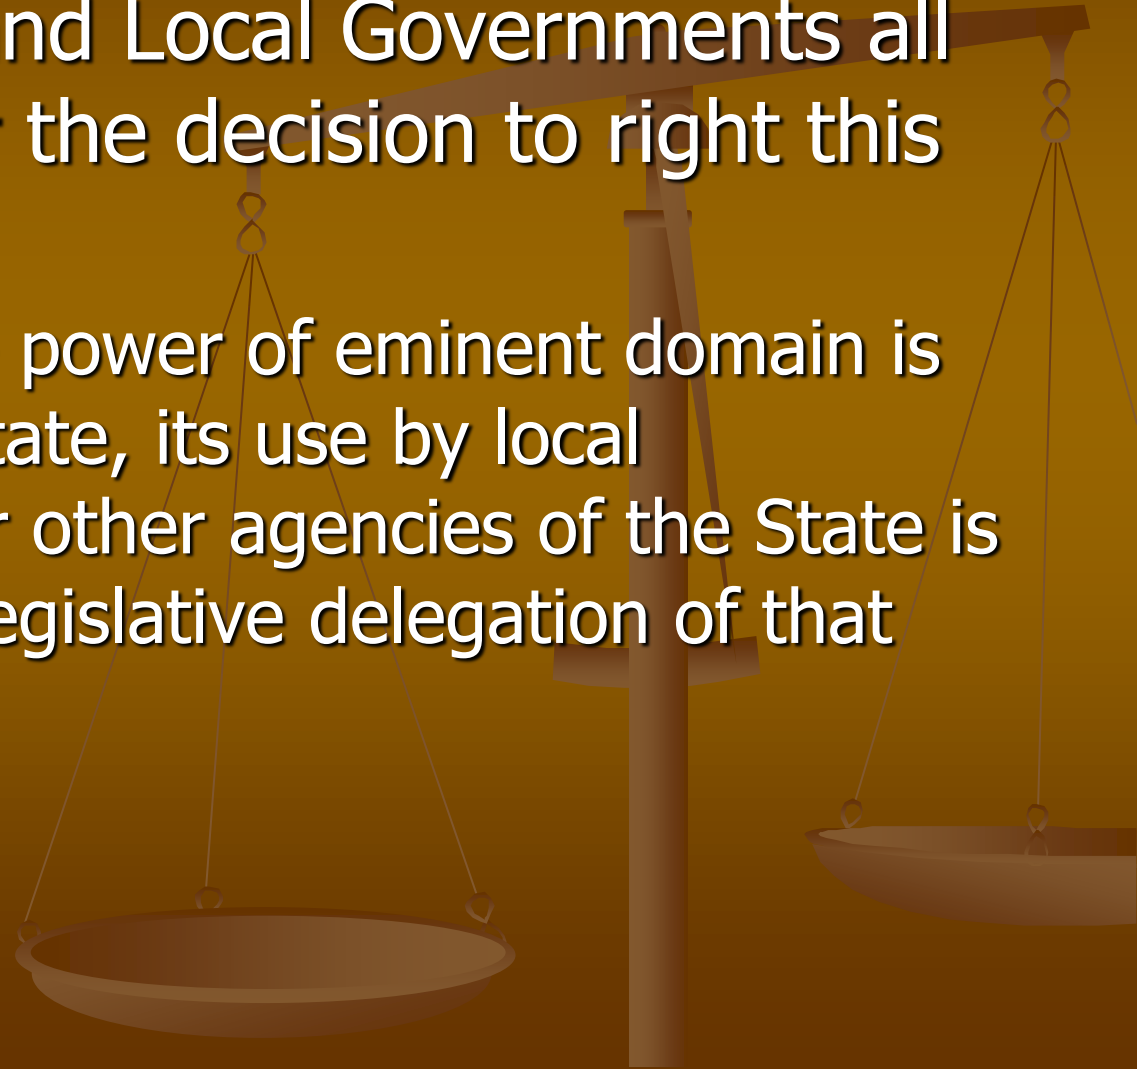 nd Local Governments all
the decision to right this
power of eminent domain is
tate, its use by local
r other agencies of the State is
egislative delegation of that